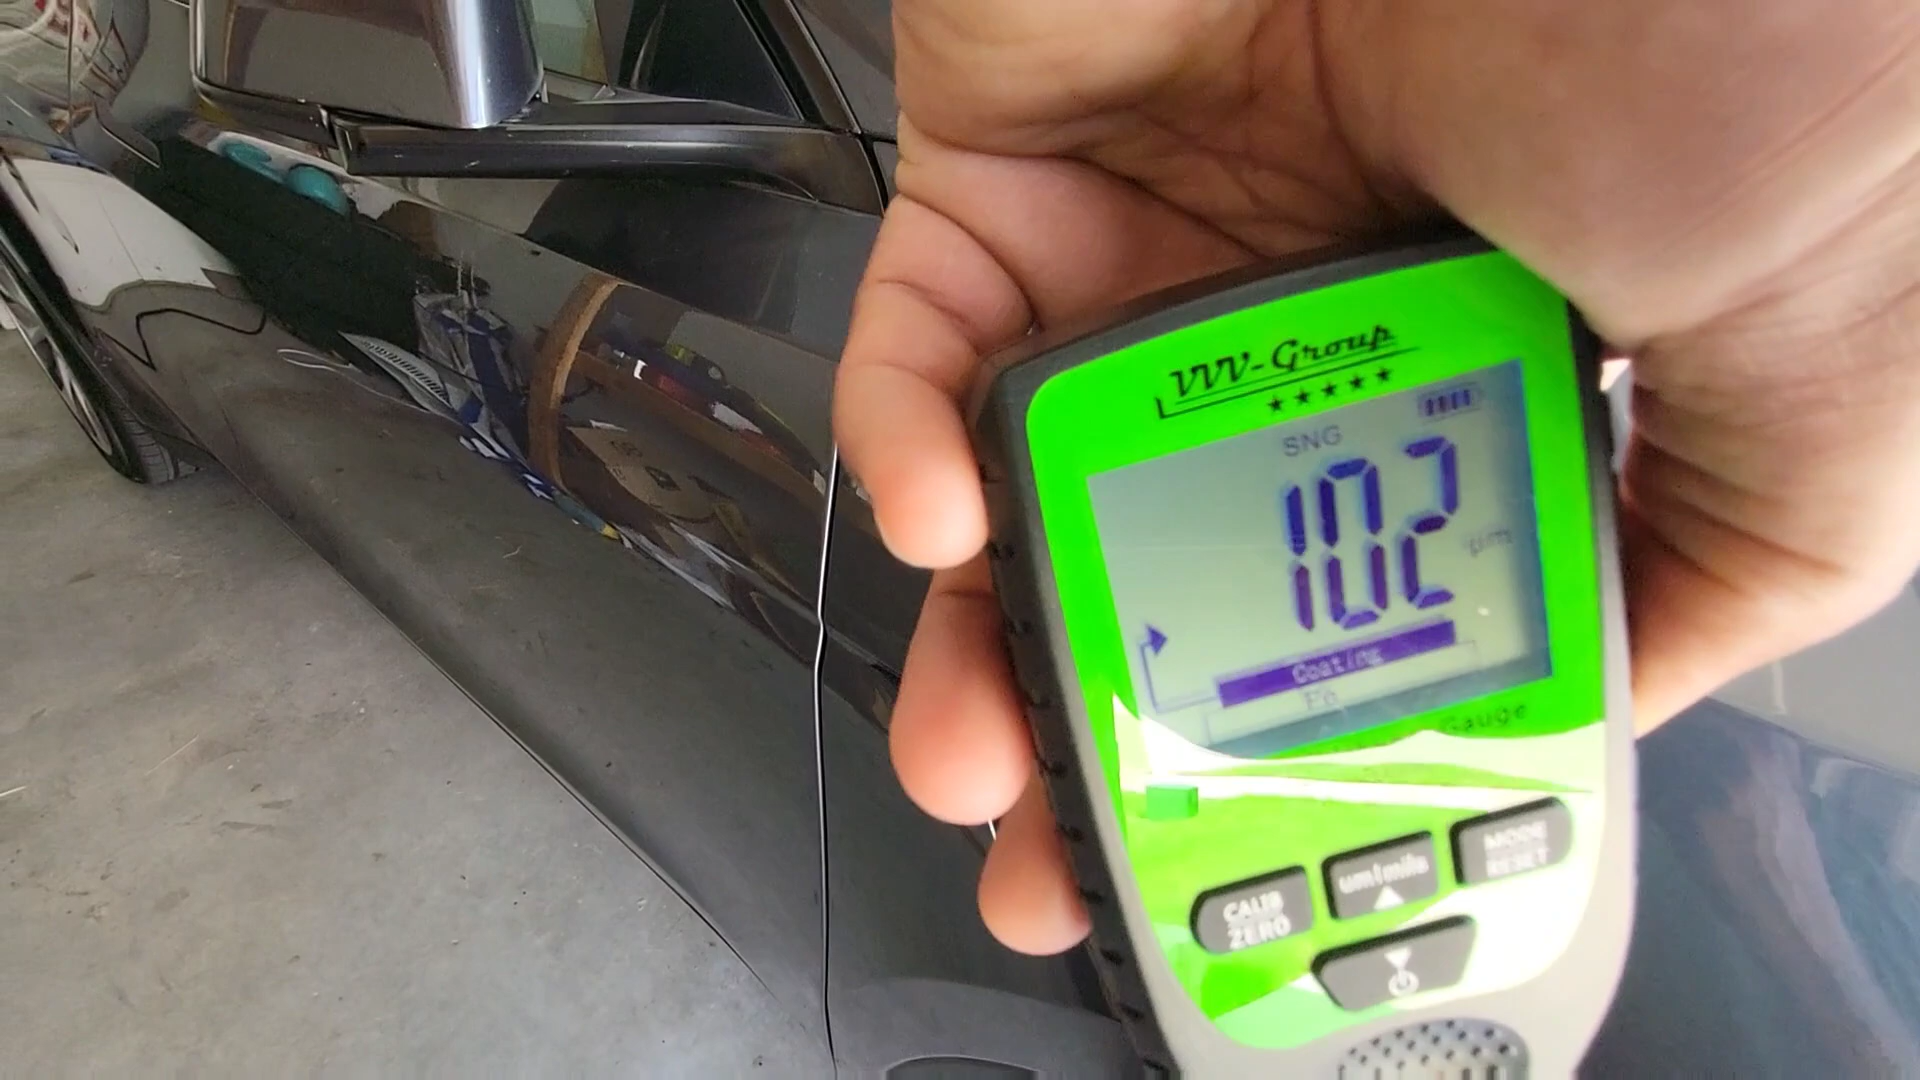 VVV-Group
SNG
102 µm
Coating
Fe
Gauge
MODE
RESET
um/mils
CALIB
ZERO